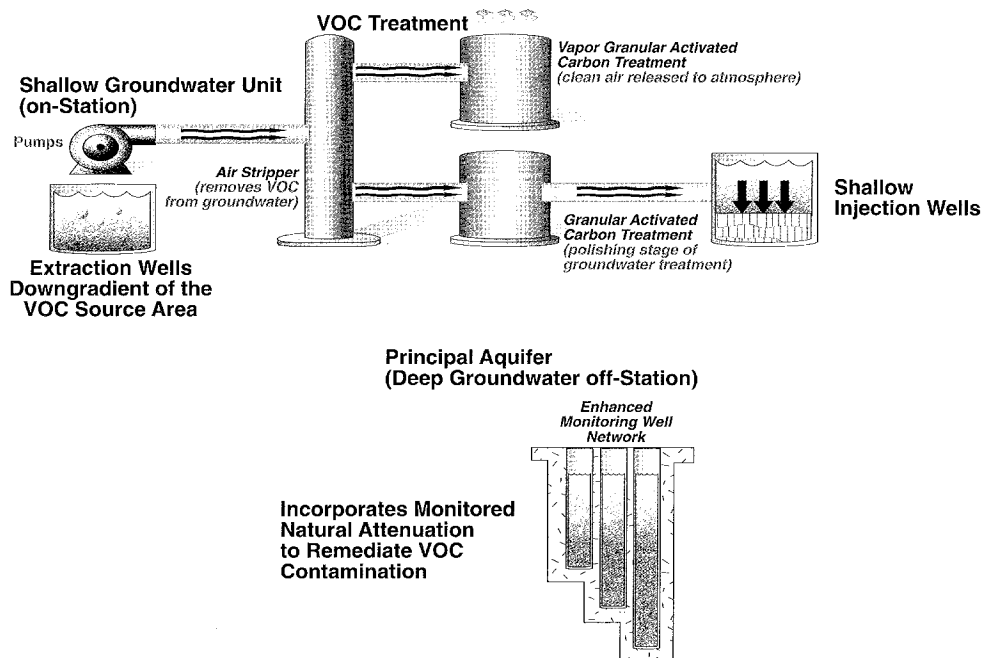 VOC Treatment
Vapor Granular Activated
Carbon Treatment
(clean air released to atmosphere)
Shallow Groundwater Unit
(on-Station)
Pumps
Air Stripper
(removes VOC
from groundwater)
Extraction Wells
Downgradient of the
VOC Source Area
Granular Activated
Carbon Treatment
(polishing stage of
groundwater treatment)
Shallow
Injection Wells
Principal Aquifer
(Deep Groundwater off-Station)
Enhanced
Monitoring Well
Network
Incorporates Monitored
Natural Attenuation
to Remediate VOC
Contamination